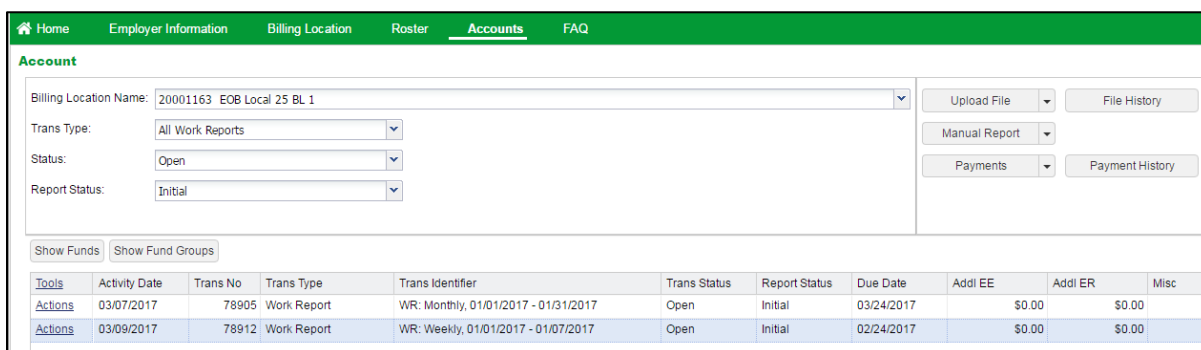 Home Employer Information Billing Location Roster Accounts FAQ
Account
Billing Location Name: 20001163 EOB Local 25 BL 1
Upload File File History
Trans Type: All Work Reports
Manual Report
Status: Open
Payments Payment History
Report Status: Initial
Show Funds Show Fund Groups
Tools Activity Date Trans No Trans Type Trans Identifier Trans Status Report Status Due Date Addl EE Addl ER Misc
Actions 03/07/2017 78905 Work Report WR: Monthly, 01/01/2017 - 01/31/2017 Open Initial 03/24/2017 $0.00 $0.00
Actions 03/09/2017 78912 Work Report WR: Weekly, 01/01/2017 - 01/07/2017 Open Initial 02/24/2017 $0.00 $0.00